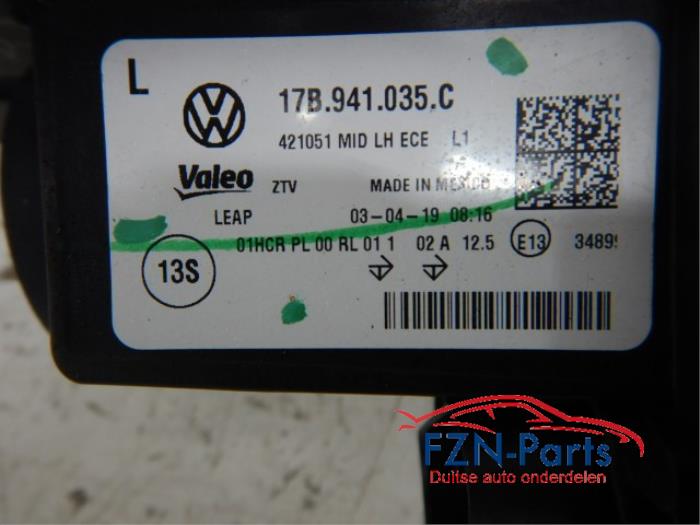 L
17B.941.035.C
421051 MID LH ECE L1
Valeo ZTV MADE IN MEXICO
LEAP 03-04-19 08:16
01HCR PL 00 RL 01 1 02 A 12.5 E13 34899
13S
FZN-Parts
Duitse auto onderdelen